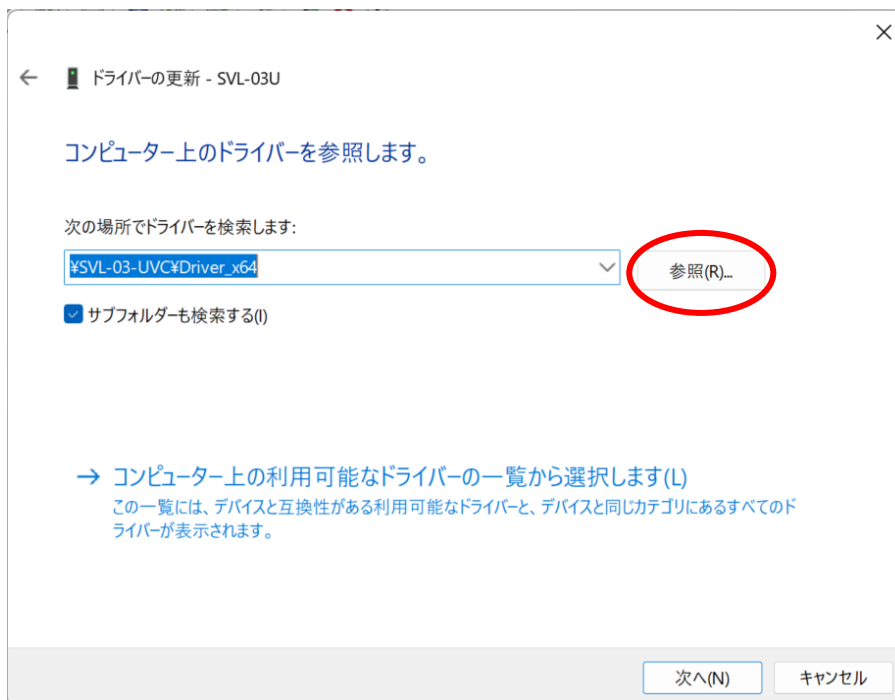 ドライバーの更新 - SVL-03U
コンピューター上のドライバーを参照します。
次の場所でドライバーを検索します:
¥SVL-03-UVC¥Driver_x64
参照(R)...
サブフォルダーも検索する(I)
→ コンピューター上の利用可能なドライバーの一覧から選択します(L)
この一覧には、デバイスと互換性がある利用可能なドライバーと、デバイスと同じカテゴリにあるすべてのド
ライバーが表示されます。
次へ(N)
キャンセル